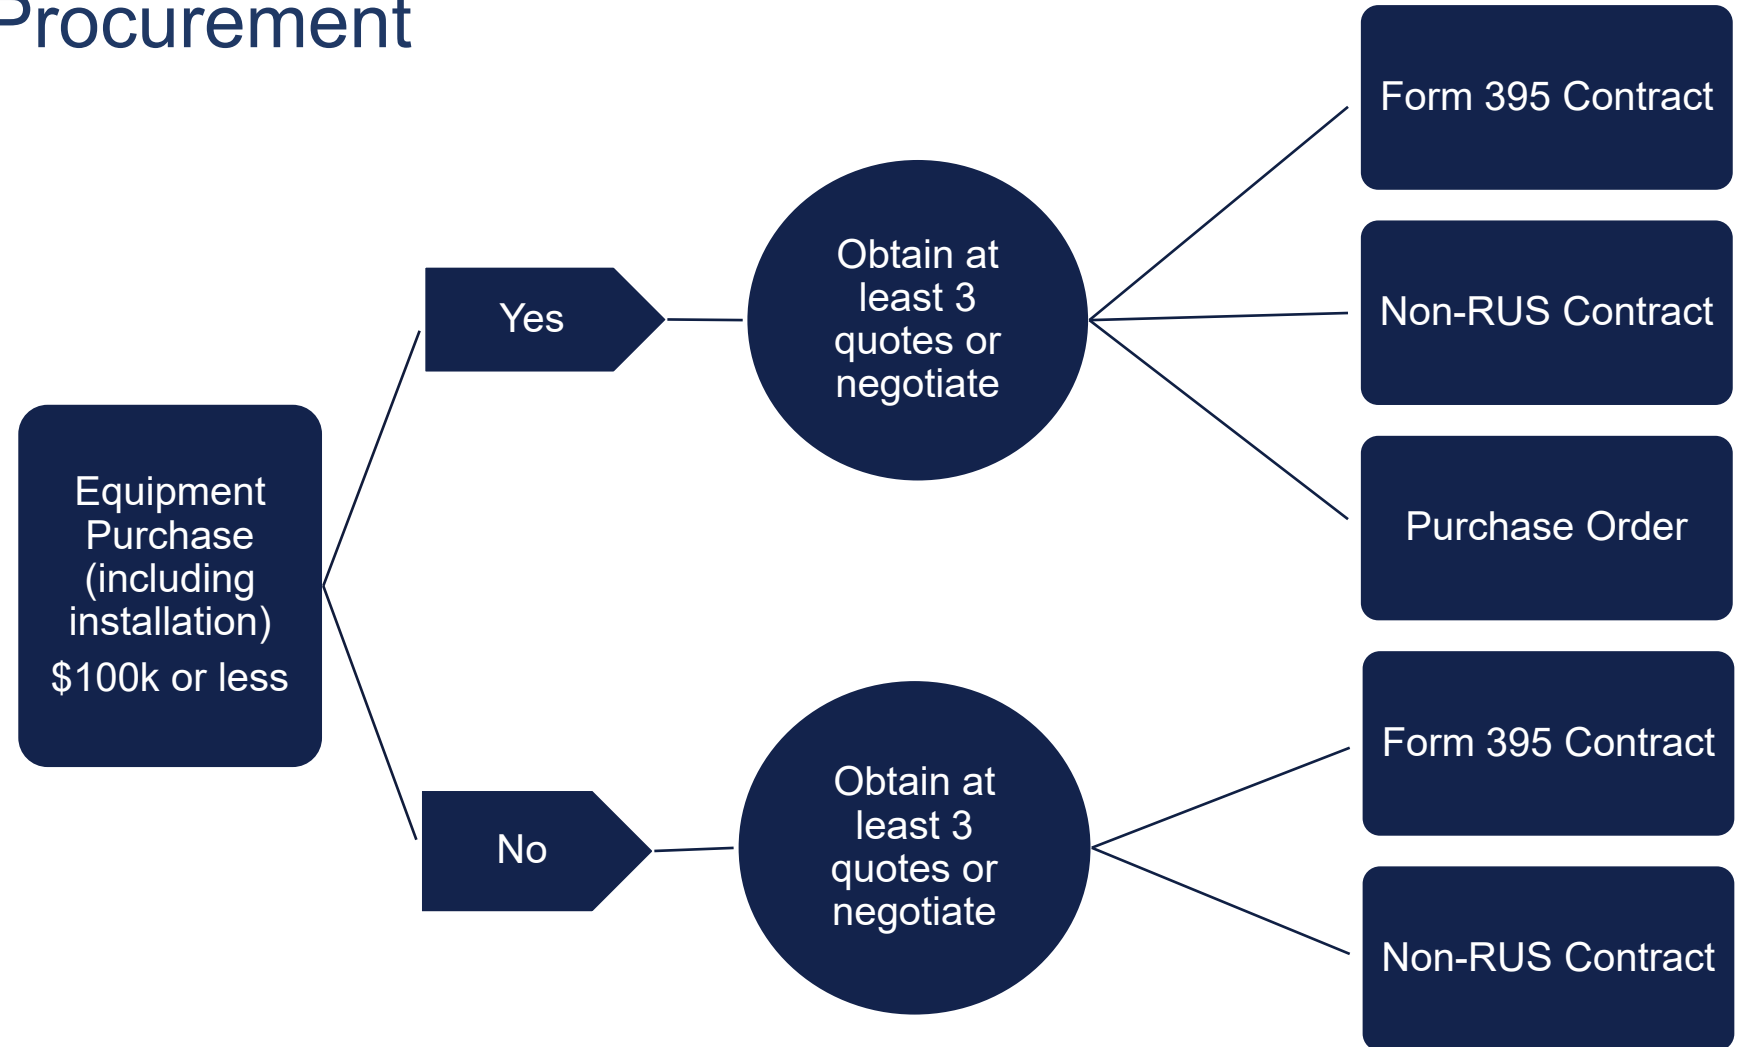 Procurement
Equipment
Purchase
(including
installation)
$100k or less
Yes
Obtain at
least 3
quotes or
negotiate
Form 395 Contract
Non-RUS Contract
Purchase Order
No
Obtain at
least 3
quotes or
negotiate
Form 395 Contract
Non-RUS Contract